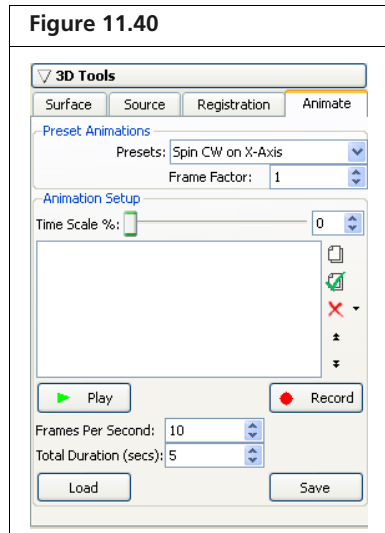 Figure 11.40
3D Tools
Surface Source Registration Animate
Preset Animations
Presets: Spin CW on X-Axis
Frame Factor: 1
Animation Setup
Time Scale %: 0
Play Record
Frames Per Second: 10
Total Duration (secs): 5
Load Save